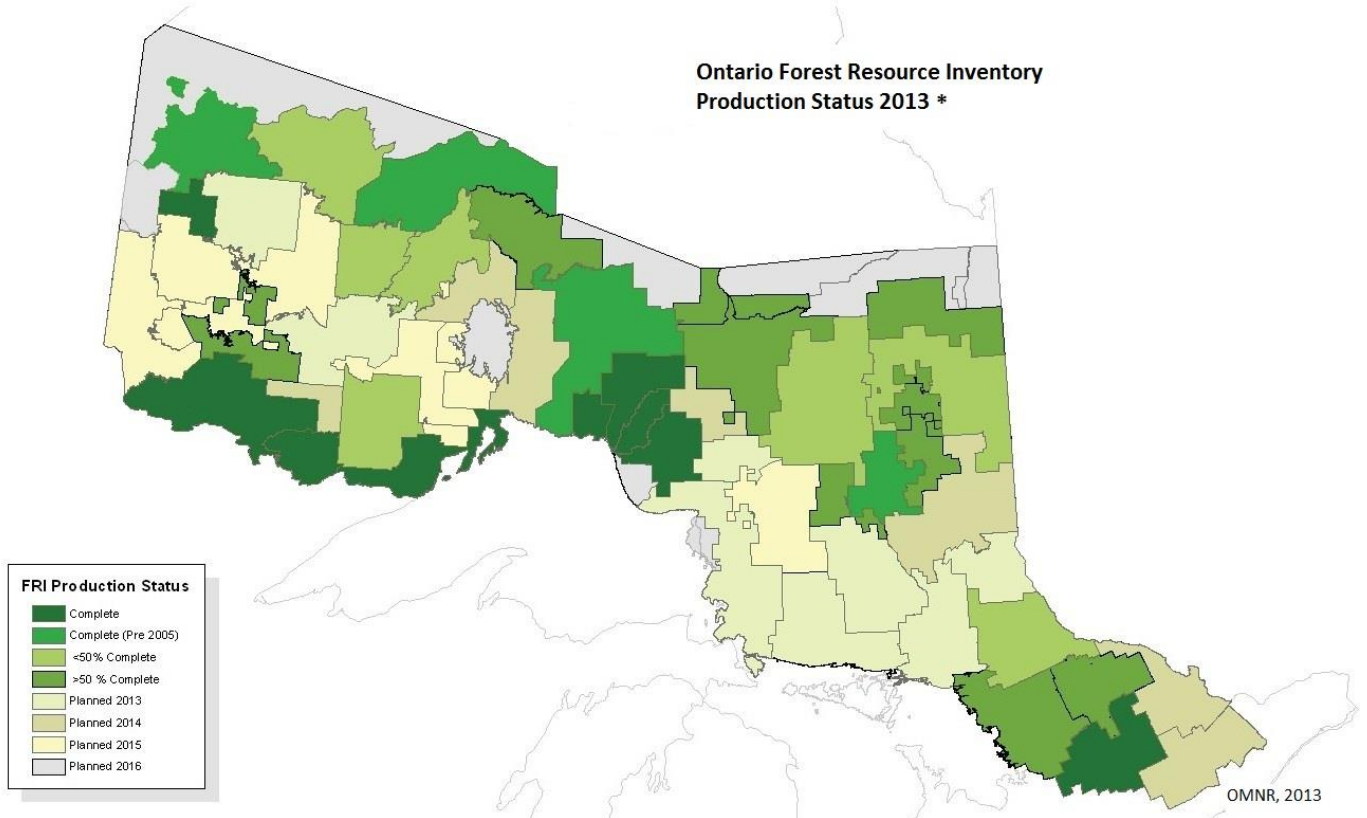 Ontario Forest Resource Inventory
Production Status 2013 *
FRI Production Status
Complete
Complete (Pre 2005)
<50% Complete
>50 % Complete
Planned 2013
Planned 2014
Planned 2015
Planned 2016
OMNR, 2013